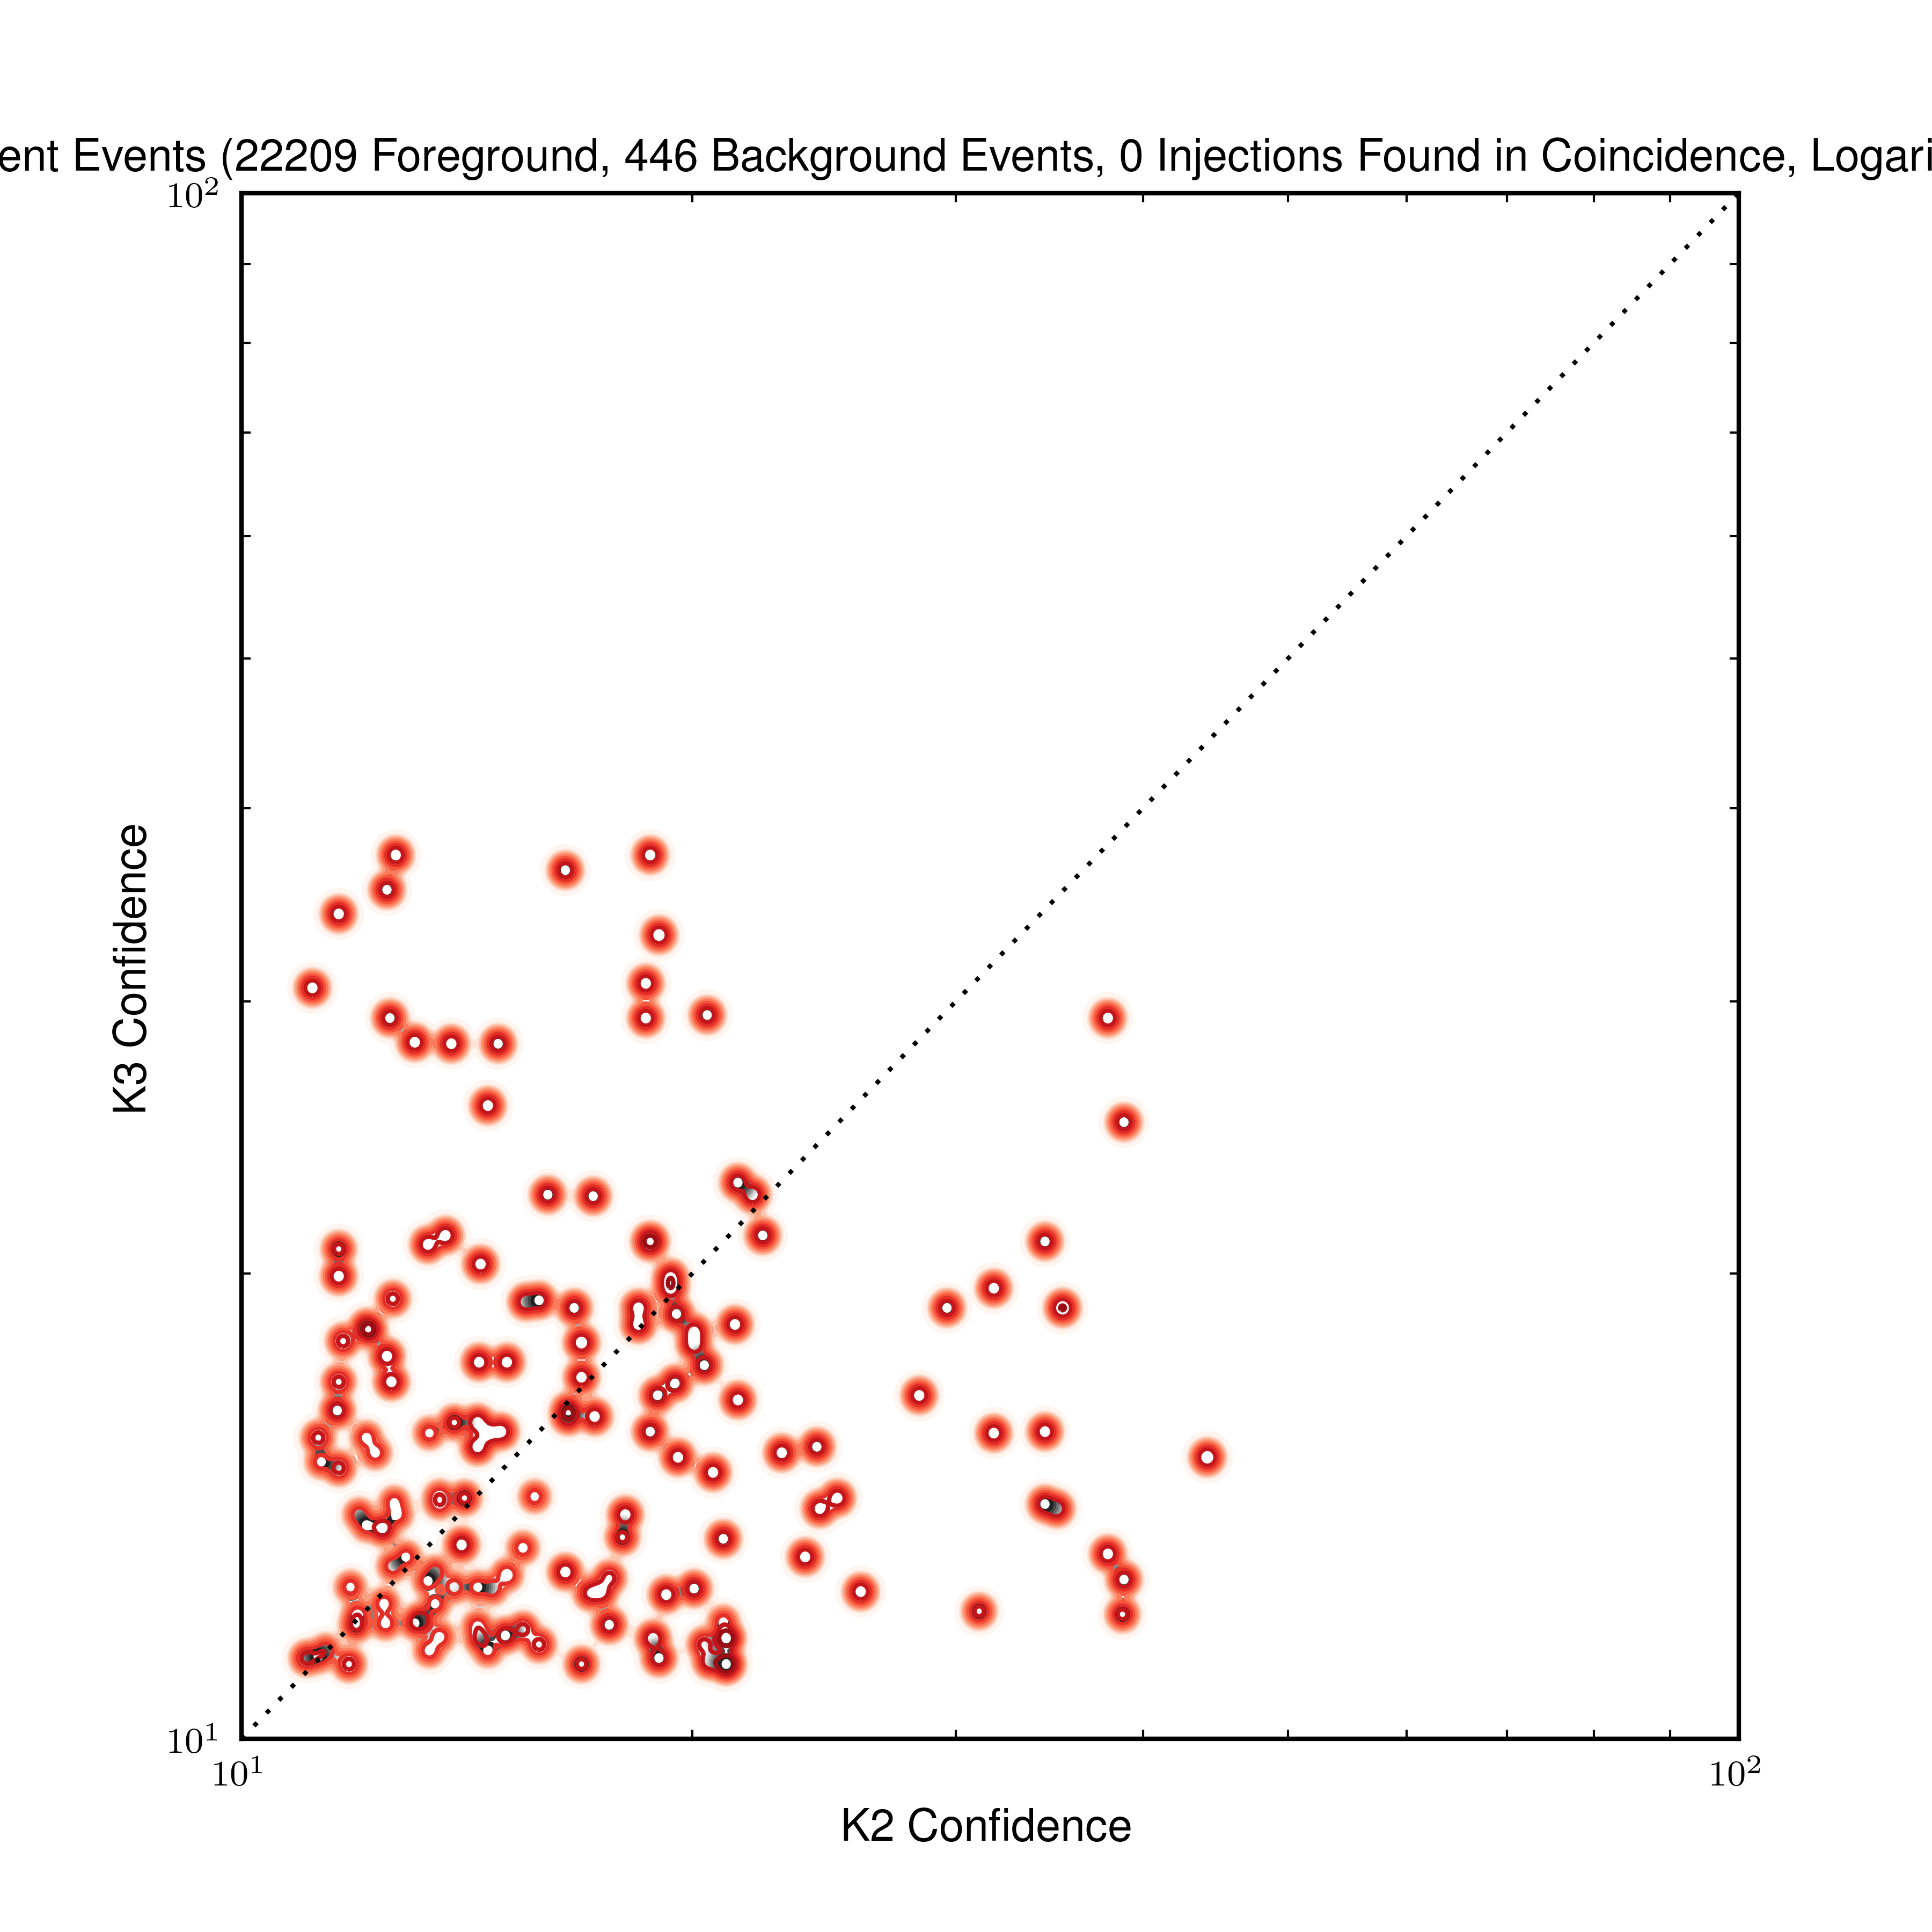 ent Events (22209 Foreground, 446 Background Events, 0 Injections Found in Coincidence, Logari
10²
K3 Confidence
10¹
10¹
10²
K2 Confidence